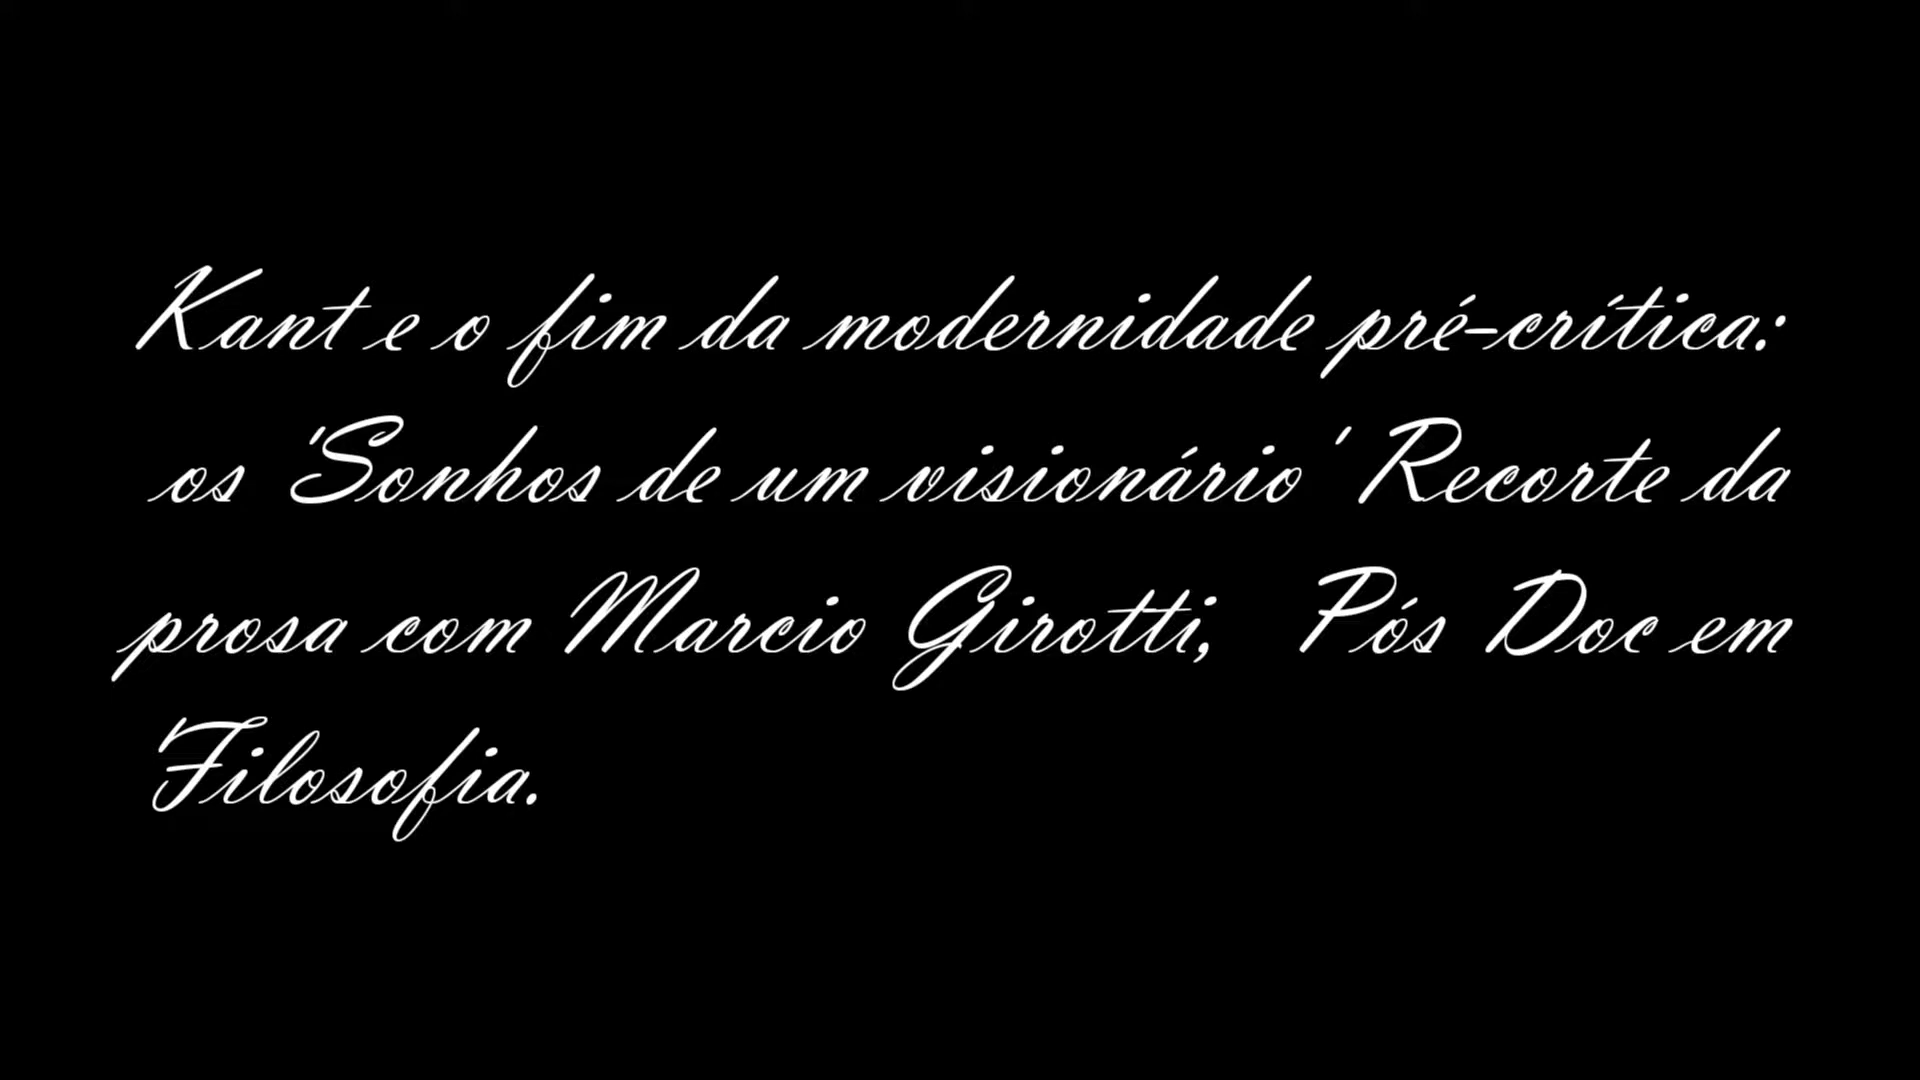 Kant e o fim da modernidade pré-crítica:
os 'Sonhos de um visionário' Recorte da
prosa com Marcio Girotti, Pós Doc em
Filosofia.